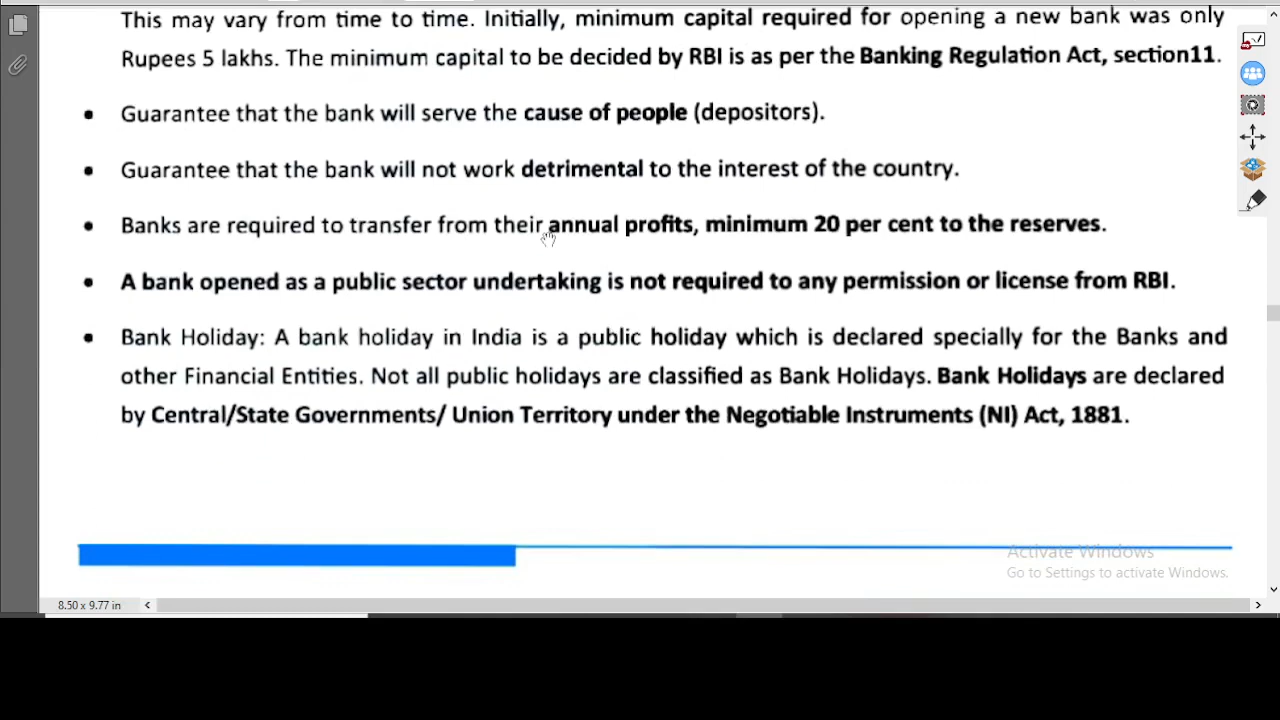 This may vary from time to time. Initially, minimum capital required for opening a new bank was only
Rupees 5 lakhs. The minimum capital to be decided by RBI is as per the Banking Regulation Act, section11.
• Guarantee that the bank will serve the cause of people (depositors).
• Guarantee that the bank will not work detrimental to the interest of the country.
• Banks are required to transfer from their annual profits, minimum 20 per cent to the reserves.
• A bank opened as a public sector undertaking is not required to any permission or license from RBI.
• Bank Holiday: A bank holiday in India is a public holiday which is declared specially for the Banks and
other Financial Entities. Not all public holidays are classified as Bank Holidays. Bank Holidays are declared
by Central/State Governments/ Union Territory under the Negotiable Instruments (NI) Act, 1881.
Activate Windows
Go to Settings to activate Windows.
8.50 x 9.77 in